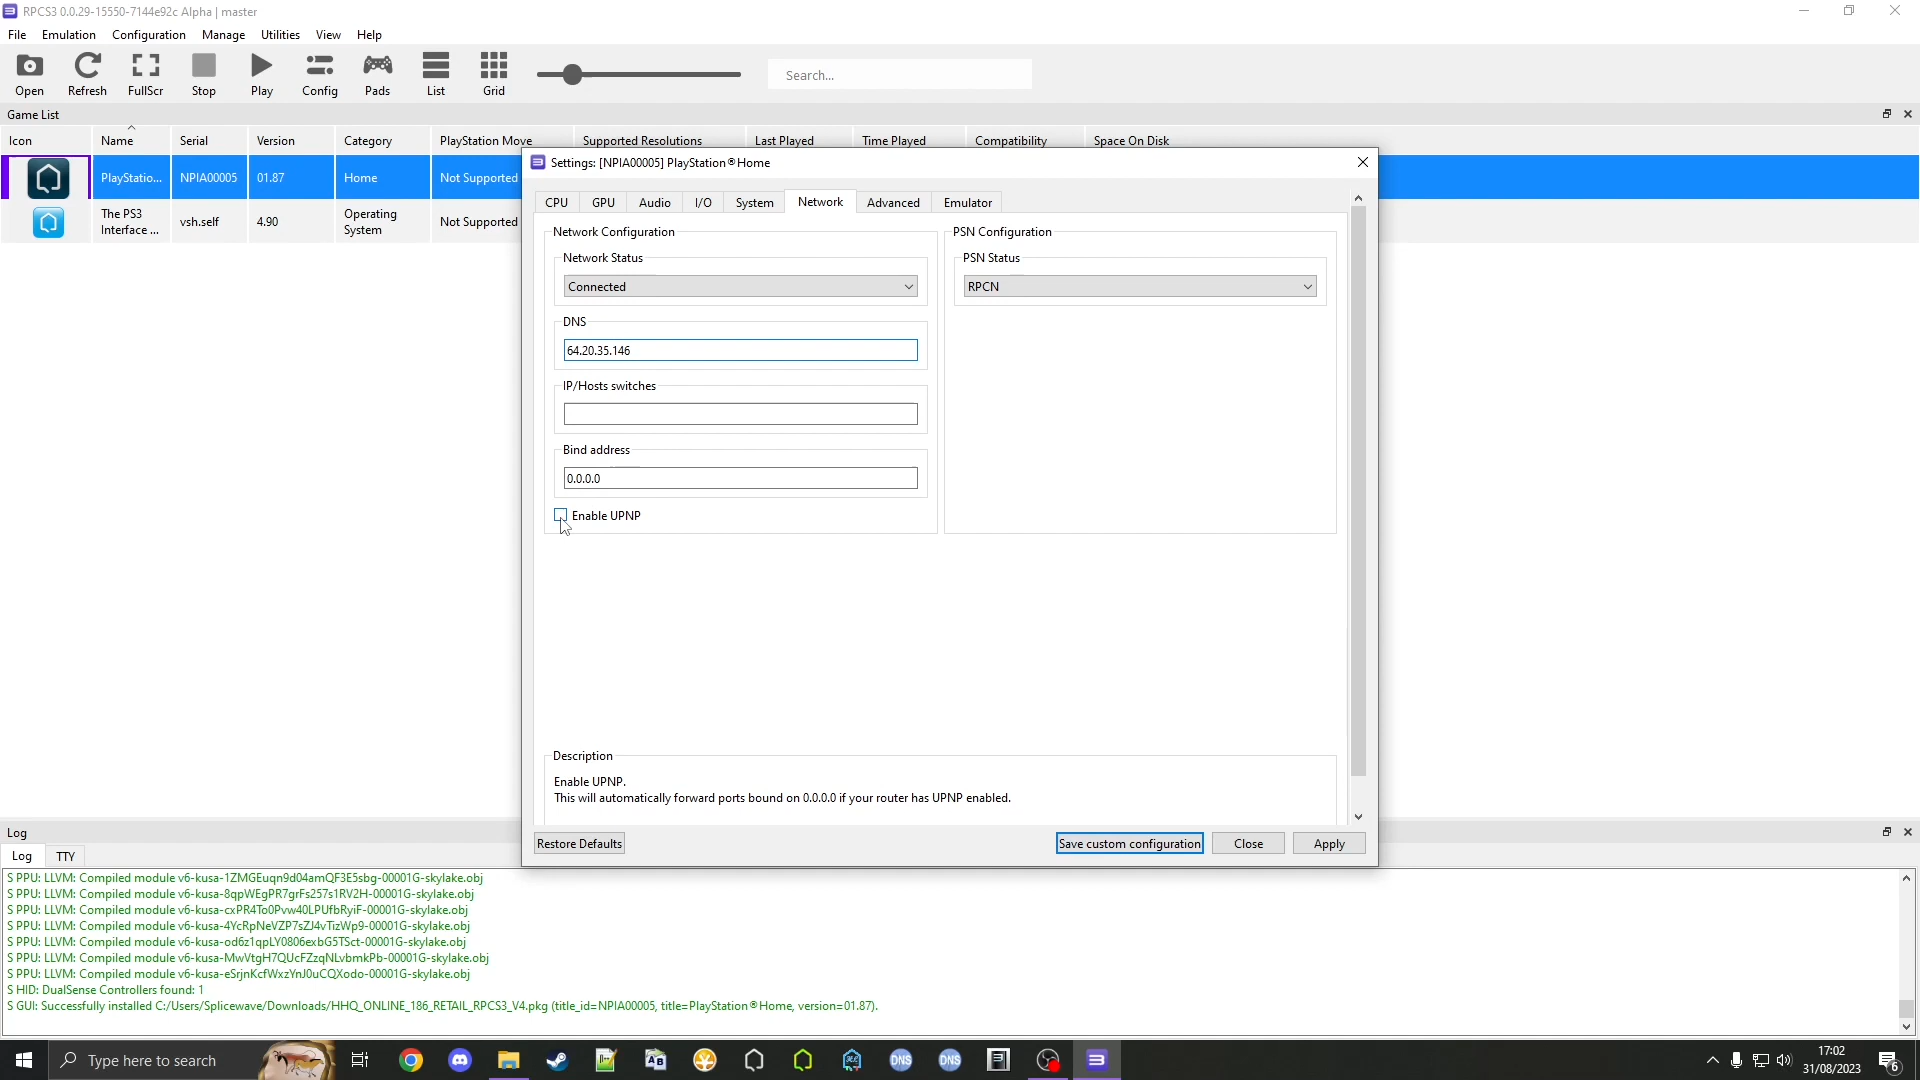 RPCS3 0.0.29-15550-7144e92c Alpha | master
File Emulation Configuration Manage Utilities View Help
Open Refresh FullScr Stop Play Config Pads List Grid Search...
Game List
Icon Name Serial Version Category PlayStation Move Supported Resolutions Last Played Time Played Compatibility Space On Disk
PlayStatio... NPIA00005 01.87 Home Not Supported
The PS3
Interface ...
vsh.self 4.90
Operating
System
Not Supported
Settings: [NPIA00005] PlayStation®Home
CPU GPU Audio I/O System Network Advanced Emulator
Network Configuration
Network Status
Connected
DNS
64.20.35.146
IP/Hosts switches
Bind address
0.0.0.0
Enable UPNP
PSN Configuration
PSN Status
RPCN
Description
Enable UPNP.
This will automatically forward ports bound on 0.0.0.0 if your router has UPNP enabled.
Restore Defaults Save custom configuration Close Apply
Log
Log TTY
S PPU: LLVM: Compiled module v6-kusa-1ZMGEuqn9d04amQF3E5sbg-00001G-skylake.obj
S PPU: LLVM: Compiled module v6-kusa-8qpWEgPR7grFs257s1RV2H-00001G-skylake.obj
S PPU: LLVM: Compiled module v6-kusa-cxPR4To0Pvw40LPUfbRyiF-00001G-skylake.obj
S PPU: LLVM: Compiled module v6-kusa-4YcRpNeVZP7sZJ4vTizWp9-00001G-skylake.obj
S PPU: LLVM: Compiled module v6-kusa-od6z1qpLY0806exbG5TSct-00001G-skylake.obj
S PPU: LLVM: Compiled module v6-kusa-MwVtgH7QUcFZzqNLvbmkPb-00001G-skylake.obj
S PPU: LLVM: Compiled module v6-kusa-eSrjnKcfWxzYnJ0uCQXodo-00001G-skylake.obj
S HID: DualSense Controllers found: 1
S GUI: Successfully installed C:/Users/Splicewave/Downloads/HHQ_ONLINE_186_RETAIL_RPCS3_V4.pkg (title_id=NPIA00005, title=PlayStation®Home, version=01.87).
Type here to search
DNS DNS
17:02
31/08/2023
6